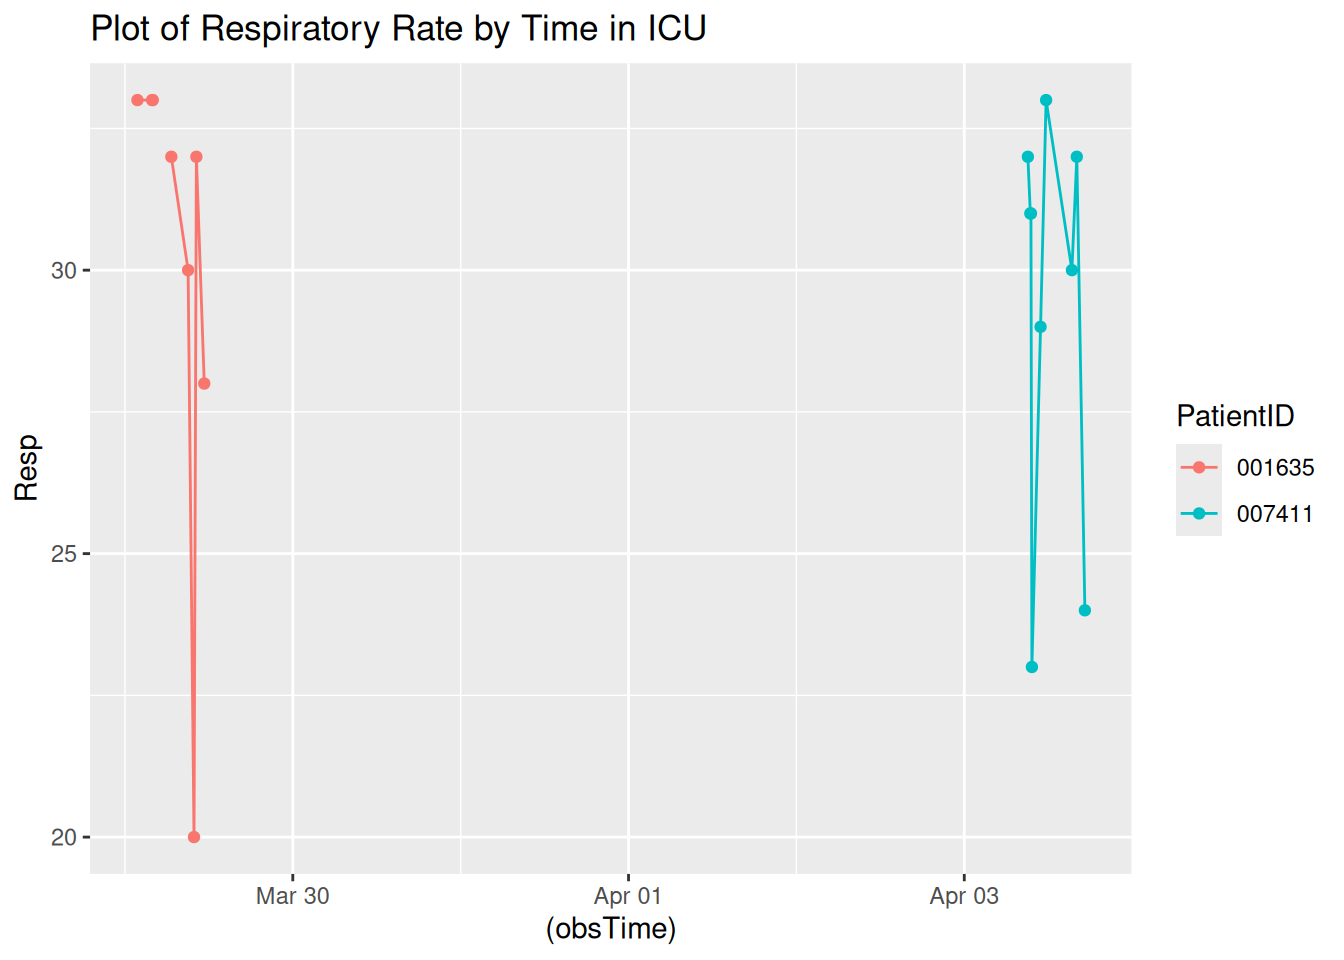 Plot of Respiratory Rate by Time in ICU
Resp
30
25
20
Mar 30
Apr 01
Apr 03
(obsTime)
PatientID
001635
007411